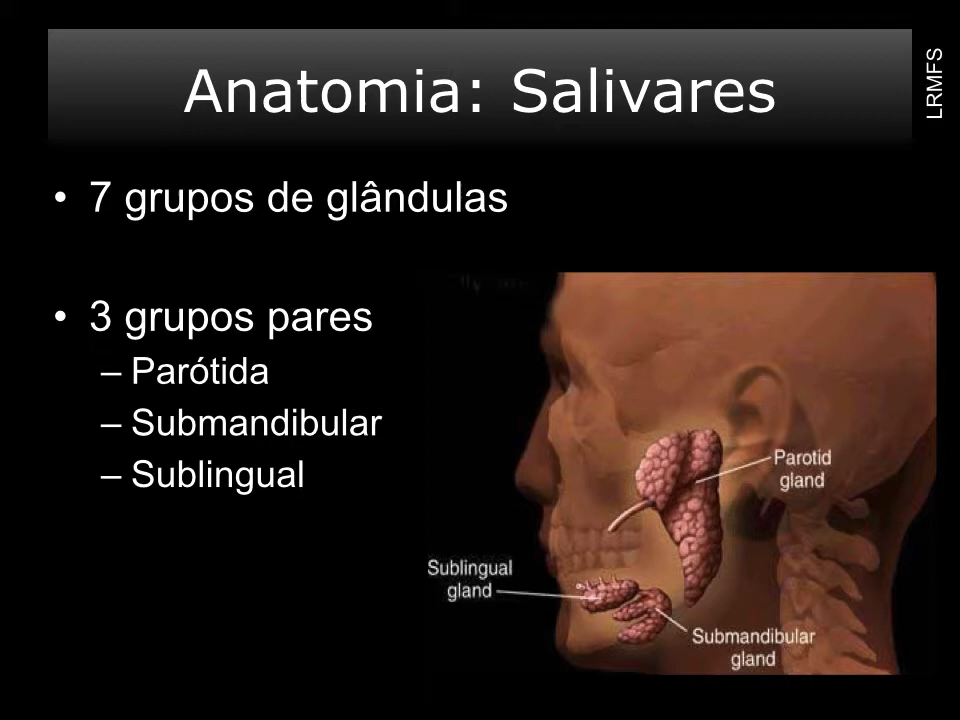 Anatomia: Salivares
LRMFS
• 7 grupos de glândulas
• 3 grupos pares
– Parótida
– Submandibular
– Sublingual
Parotid
gland
Sublingual
gland
Submandibular
gland